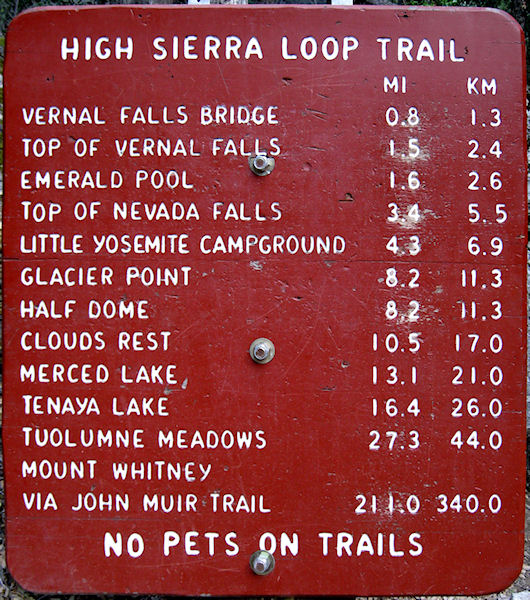 HIGH SIERRA LOOP TRAIL
MI KM
VERNAL FALLS BRIDGE 0.8 1.3
TOP OF VERNAL FALLS 1.5 2.4
EMERALD POOL 1.6 2.6
TOP OF NEVADA FALLS 3.4 5.5
LITTLE YOSEMITE CAMPGROUND 4.3 6.9
GLACIER POINT 8.2 11.3
HALF DOME 8.2 11.3
CLOUDS REST 10.5 17.0
MERCED LAKE 13.1 21.0
TENAYA LAKE 16.4 26.0
TUOLUMNE MEADOWS 27.3 44.0
MOUNT WHITNEY
VIA JOHN MUIR TRAIL 211.0 340.0
NO PETS ON TRAILS